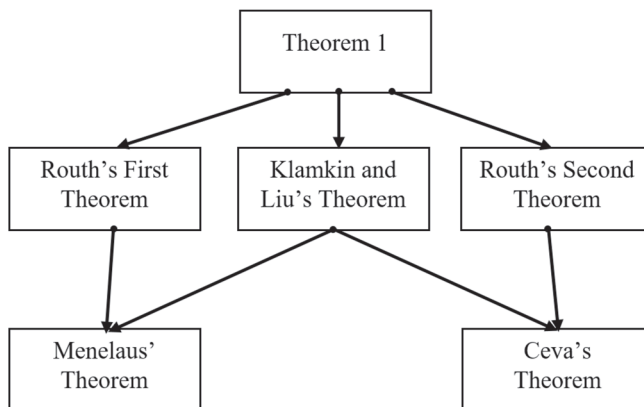 Theorem 1
Routh’s First
Theorem
Klamkin and
Liu’s Theorem
Routh’s Second
Theorem
Menelaus’
Theorem
Ceva’s
Theorem